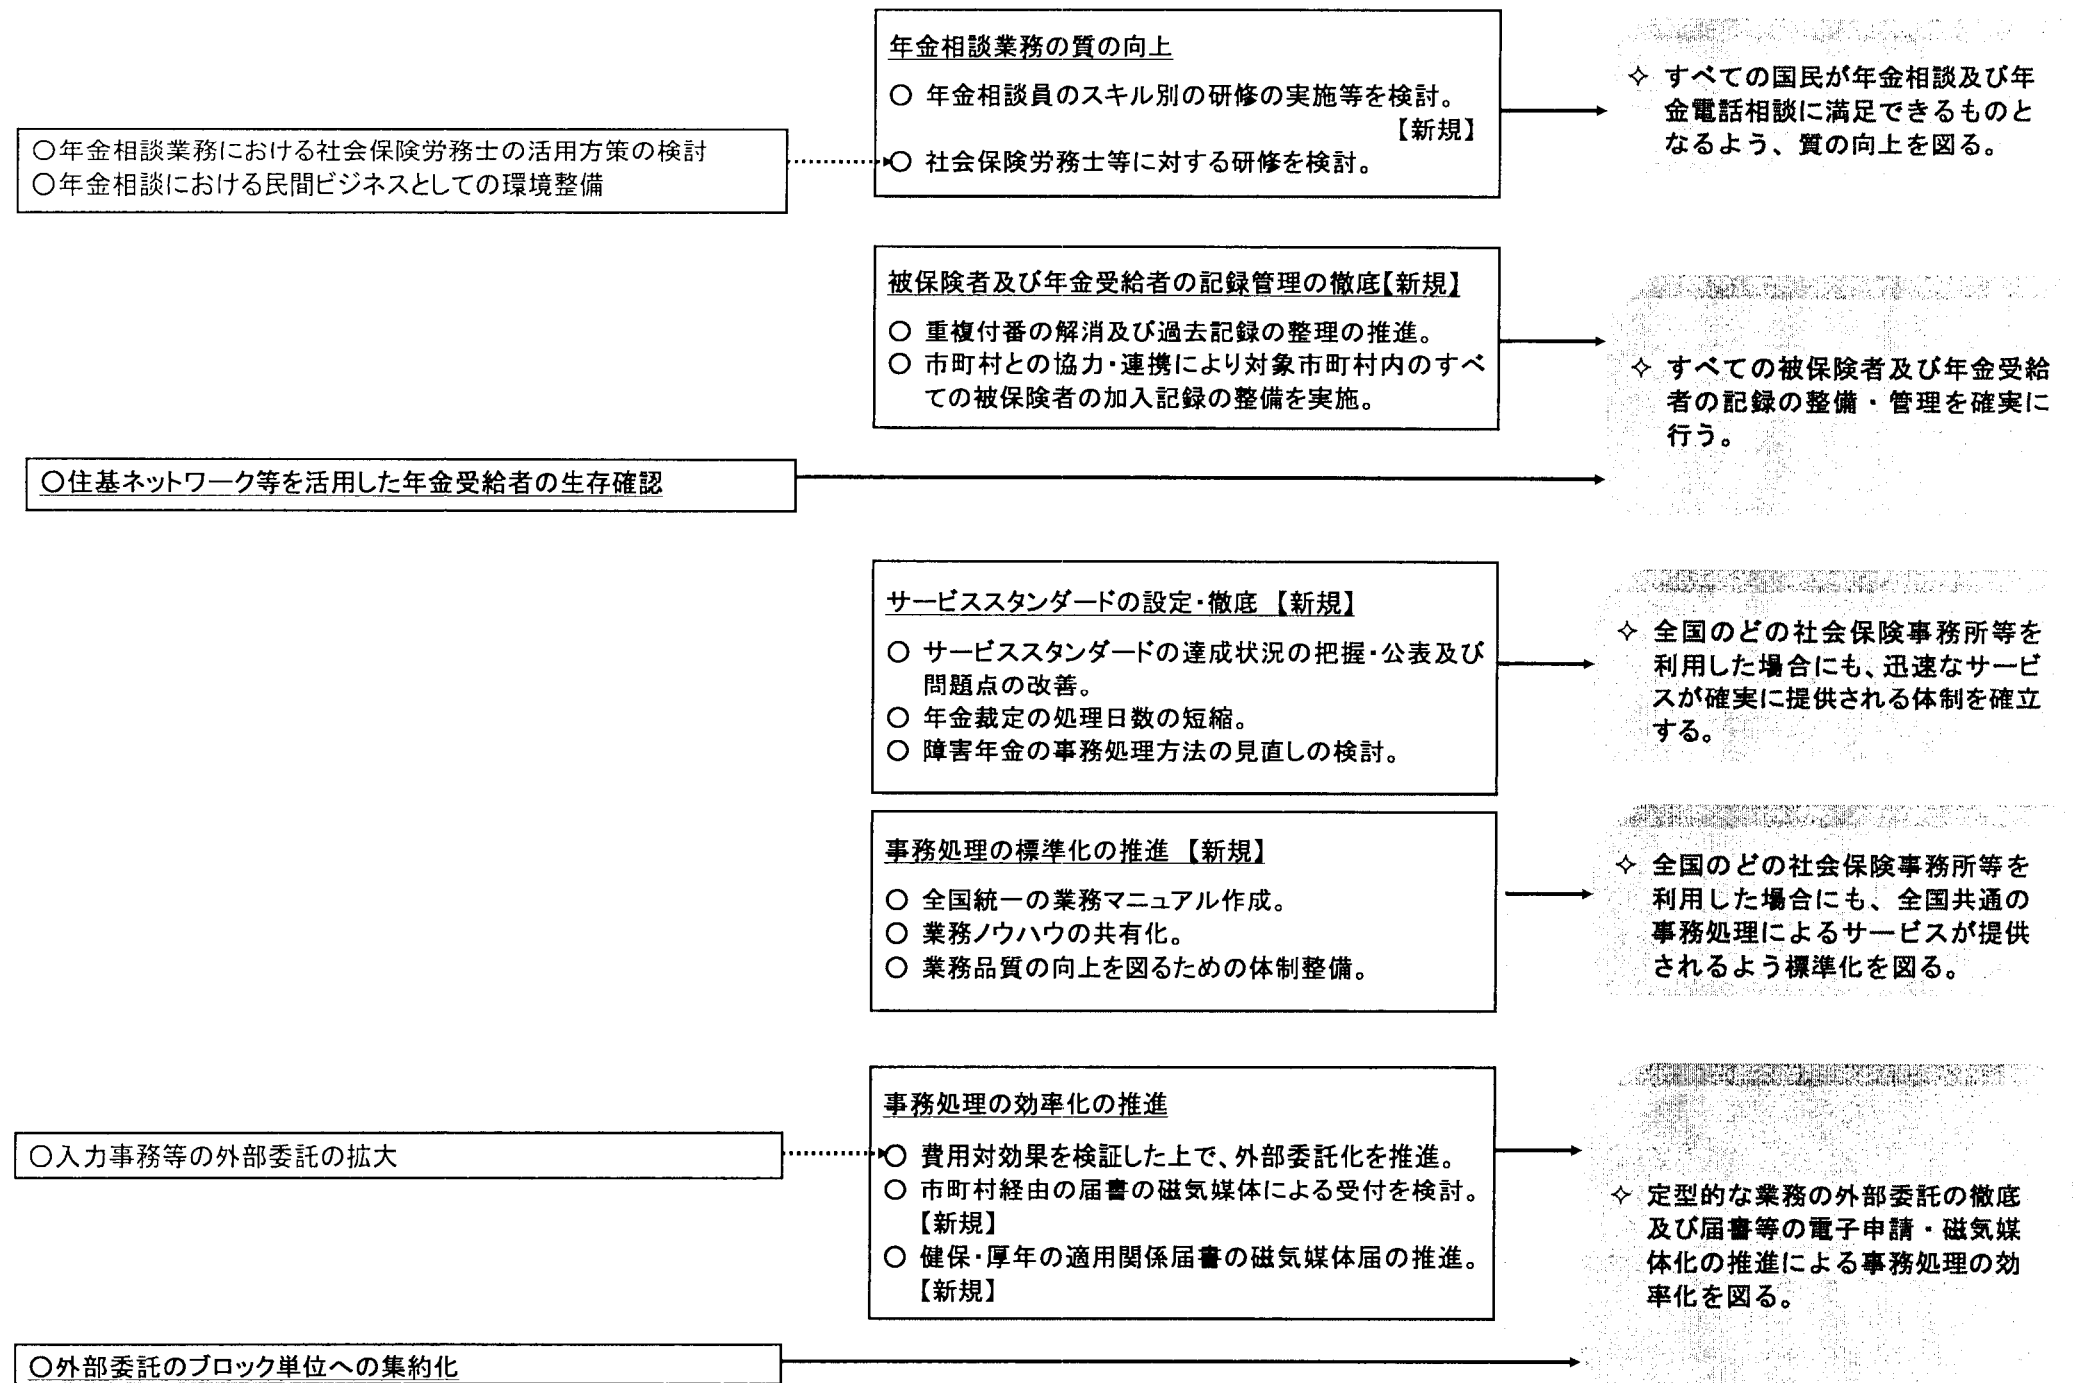 年金相談業務の質の向上
○ 年金相談員のスキル別の研修の実施等を検討。
【新規】
○ 社会保険労務士等に対する研修を検討。
○年金相談業務における社会保険労務士の活用方策の検討
○年金相談における民間ビジネスとしての環境整備
✧ すべての国民が年金相談及び年
金電話相談に満足できるものと
なるよう、質の向上を図る。
被保険者及び年金受給者の記録管理の徹底【新規】
○ 重複付番の解消及び過去記録の整理の推進。
○ 市町村との協力・連携により対象市町村内のすべ
ての被保険者の加入記録の整備を実施。
✧ すべての被保険者及び年金受給
者の記録の整備・管理を確実に
行う。
○住基ネットワーク等を活用した年金受給者の生存確認
サービススタンダードの設定・徹底 【新規】
○ サービススタンダードの達成状況の把握・公表及び
問題点の改善。
○ 年金裁定の処理日数の短縮。
○ 障害年金の事務処理方法の見直しの検討。
✧ 全国のどの社会保険事務所等を
利用した場合にも、迅速なサービ
スが確実に提供される体制を確立
する。
事務処理の標準化の推進 【新規】
○ 全国統一の業務マニュアル作成。
○ 業務ノウハウの共有化。
○ 業務品質の向上を図るための体制整備。
✧ 全国のどの社会保険事務所等を
利用した場合にも、全国共通の
事務処理によるサービスが提供
されるよう標準化を図る。
事務処理の効率化の推進
○ 費用対効果を検証した上で、外部委託化を推進。
○ 市町村経由の届書の磁気媒体による受付を検討。
【新規】
○ 健保・厚年の適用関係届書の磁気媒体届の推進。
【新規】
○入力事務等の外部委託の拡大
✧ 定型的な業務の外部委託の徹底
及び届書等の電子申請・磁気媒
体化の推進による事務処理の効
率化を図る。
○外部委託のブロック単位への集約化